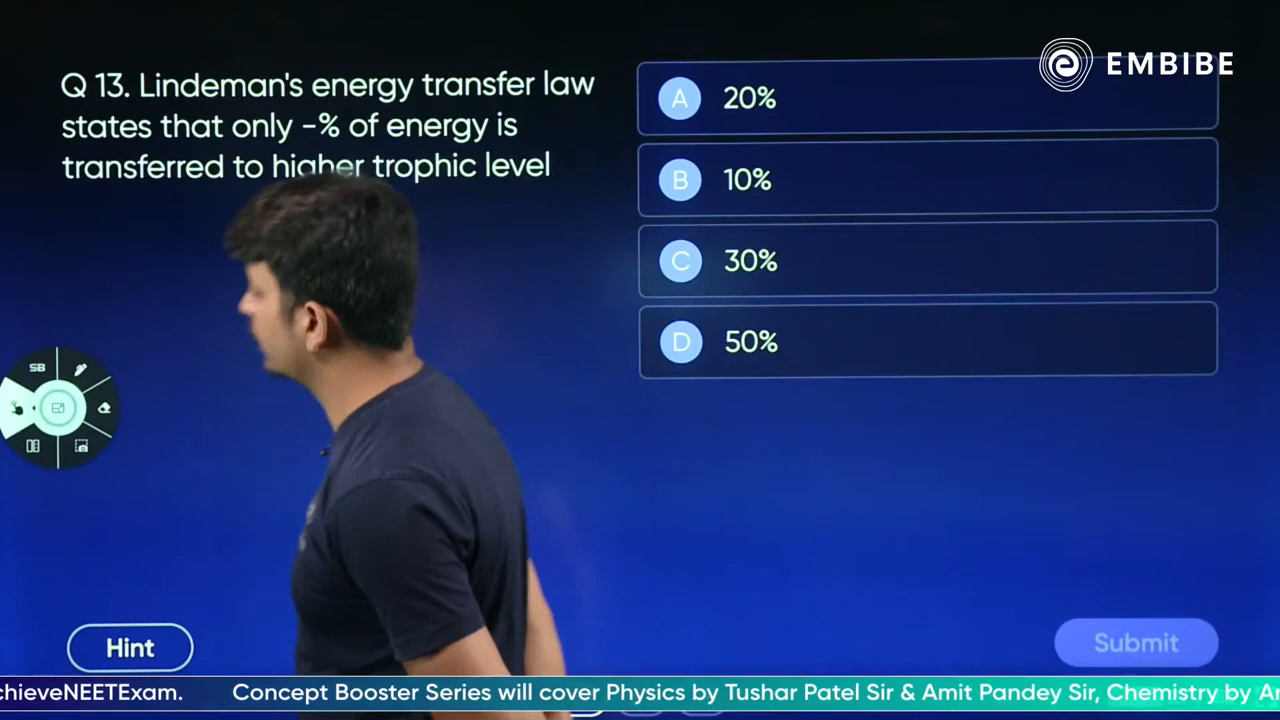 EMBIBE
Q 13. Lindeman's energy transfer law
states that only -% of energy is
transferred to higher trophic level
A 20%
B 10%
C 30%
D 50%
SB
Hint
Submit
chieveNEETExam. Concept Booster Series will cover Physics by Tushar Patel Sir & Amit Pandey Sir, Chemistry by